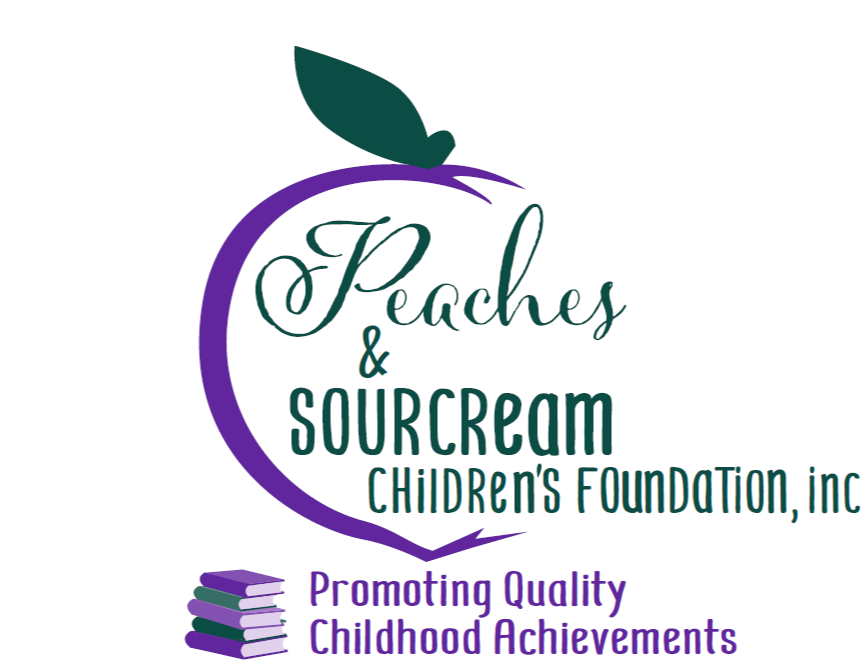 Peaches
&
SOURCReam
CHilDRen's FOunDaTion, inc
Promoting Quality
Childhood Achievements